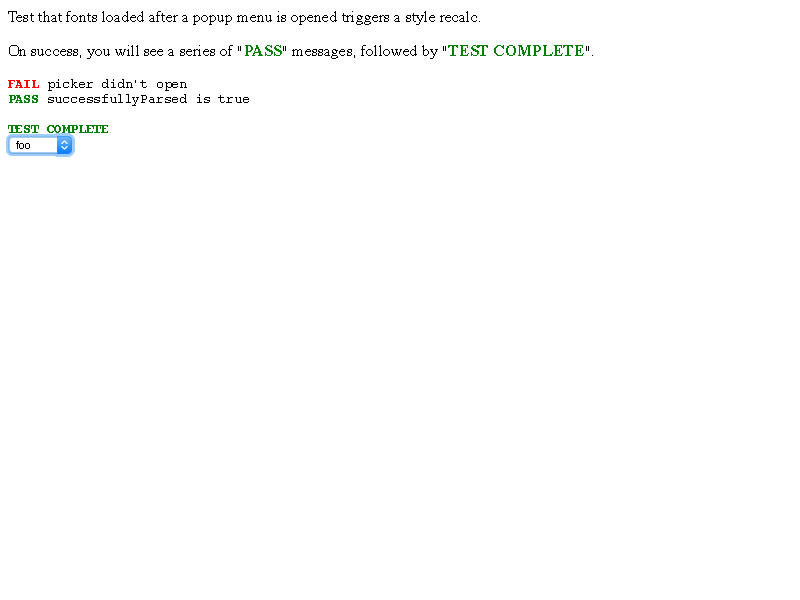 Test that fonts loaded after a popup menu is opened triggers a style recalc.
On success, you will see a series of "PASS" messages, followed by "TEST COMPLETE".
FAIL picker didn't open
PASS successfullyParsed is true
TEST COMPLETE
foo